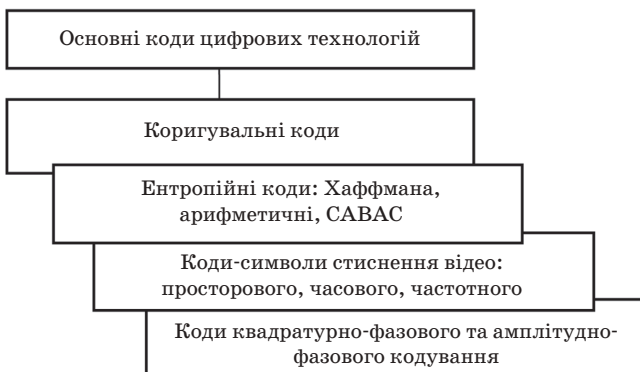 Основні коди цифрових технологій
Коригувальні коди
Ентропійні коди: Хаффмана,
арифметичні, CABAC
Коди-символи стиснення відео:
просторового, часового, частотного
Коди квадратурно-фазового та амплітудно-
фазового кодування